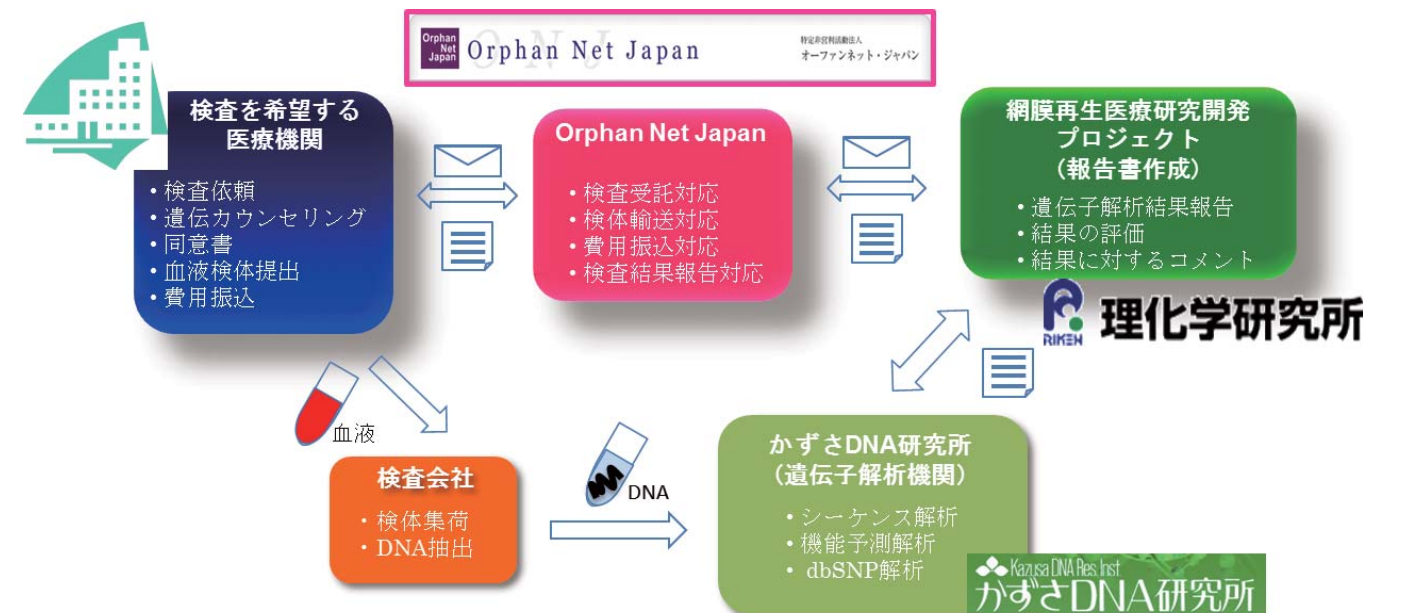 Orphan
Net
Japan
Orphan Net Japan
ONJ
特定非営利活動法人
オーファンネット・ジャパン
検査を希望する
医療機関
・検査依頼
・遺伝カウンセリング
・同意書
・血液検体提出
・費用振込
Orphan Net Japan
・検査受託対応
・検体輸送対応
・費用振込対応
・検査結果報告対応
網膜再生医療研究開発
プロジェクト
（報告書作成）
・遺伝子解析結果報告
・結果の評価
・結果に対するコメント
RIKEN
理化学研究所
血液
検査会社
・検体集荷
・DNA抽出
DNA
かずさDNA研究所
（遺伝子解析機関）
・シーケンス解析
・機能予測解析
・dbSNP解析
Kazusa DNA Res. Inst
かずさDNA研究所